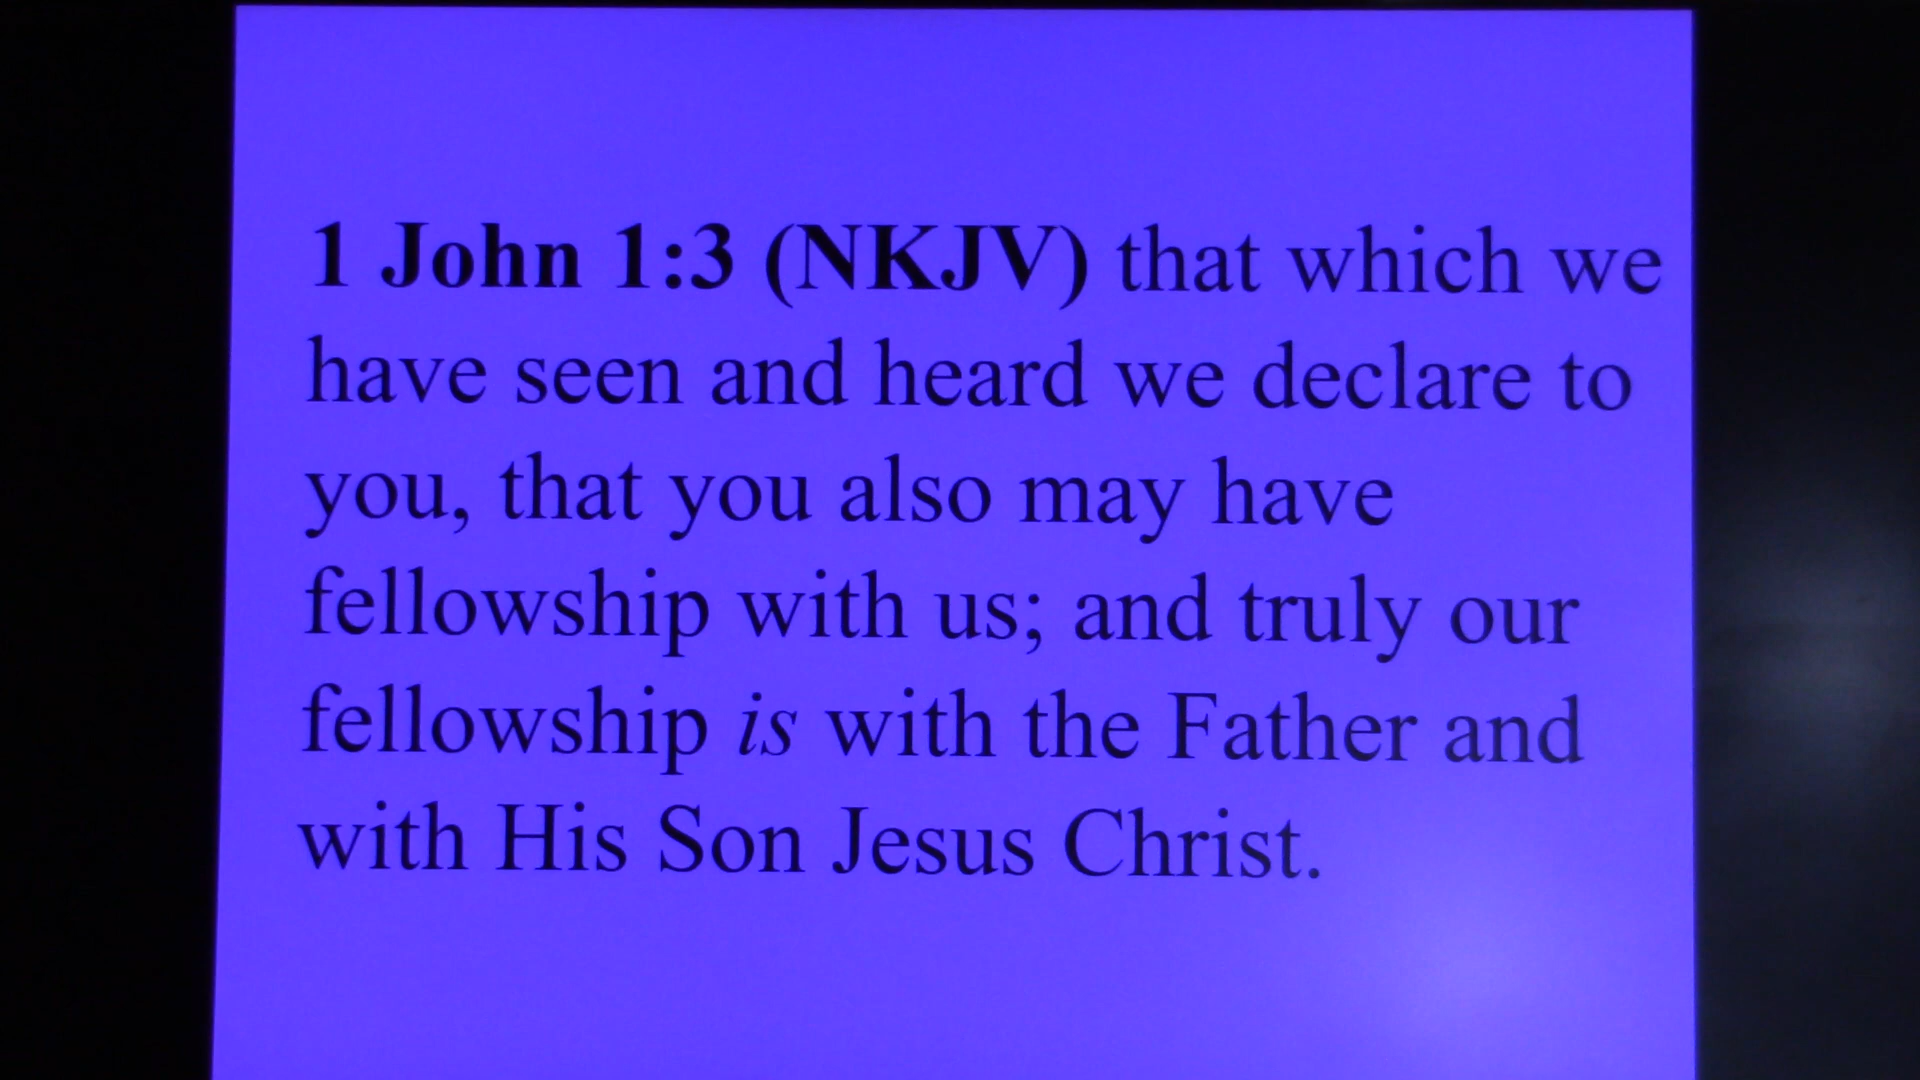 1 John 1:3 (NKJV) that which we
have seen and heard we declare to
you, that you also may have
fellowship with us; and truly our
fellowship is with the Father and
with His Son Jesus Christ.